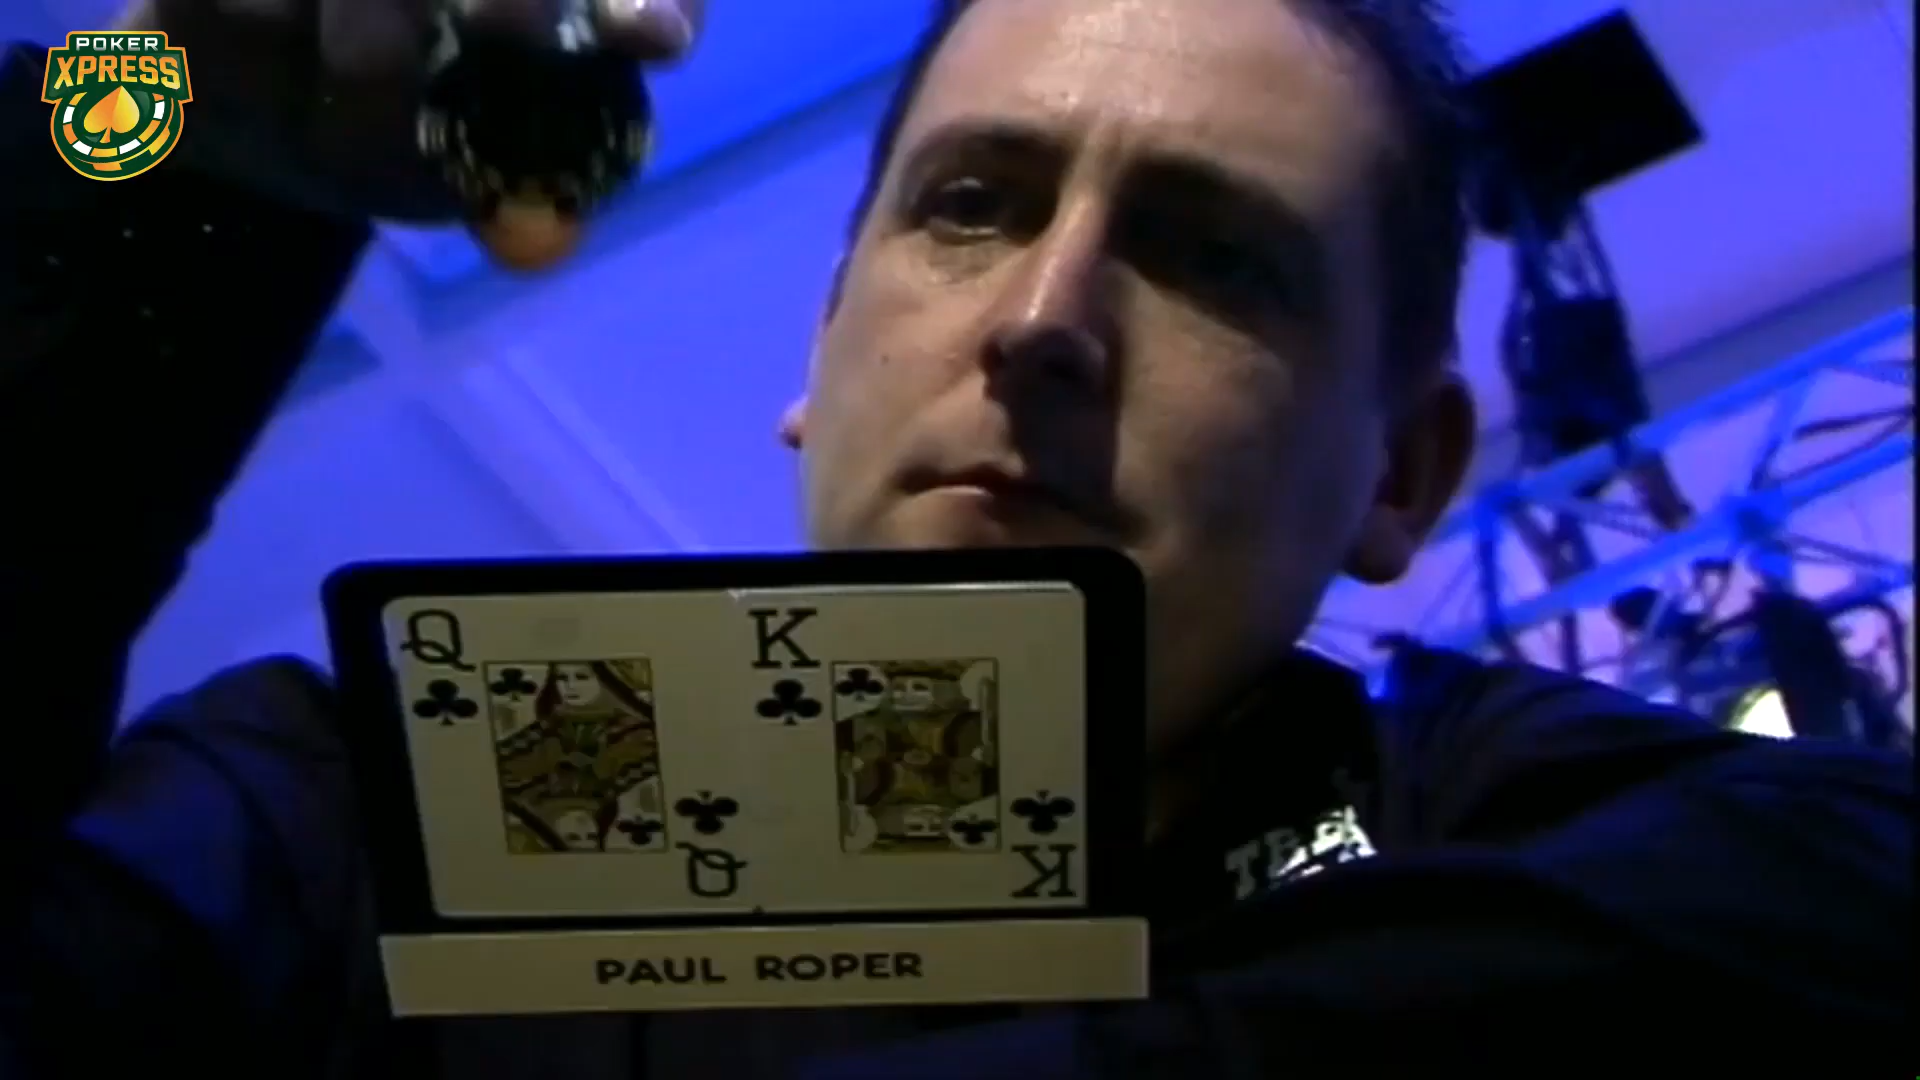 POKER
XPRESS
Q K
Q K
PAUL ROPER